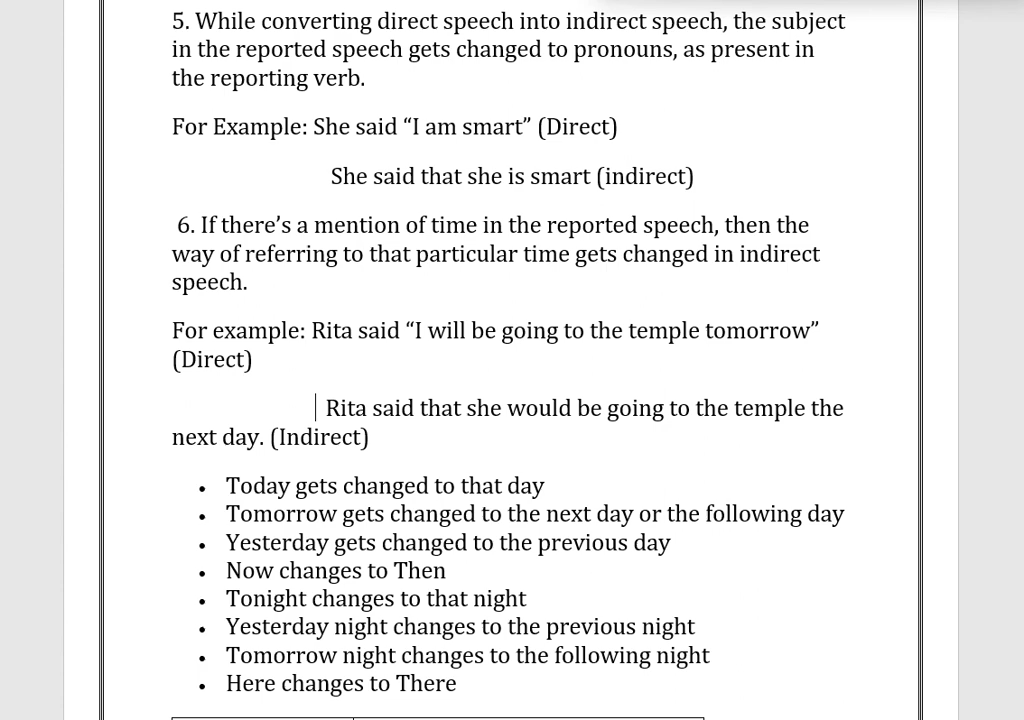 5. While converting direct speech into indirect speech, the subject
in the reported speech gets changed to pronouns, as present in
the reporting verb.
For Example: She said “I am smart” (Direct)
She said that she is smart (indirect)
6. If there’s a mention of time in the reported speech, then the
way of referring to that particular time gets changed in indirect
speech.
For example: Rita said “I will be going to the temple tomorrow”
(Direct)
Rita said that she would be going to the temple the
next day. (Indirect)
• Today gets changed to that day
• Tomorrow gets changed to the next day or the following day
• Yesterday gets changed to the previous day
• Now changes to Then
• Tonight changes to that night
• Yesterday night changes to the previous night
• Tomorrow night changes to the following night
• Here changes to There